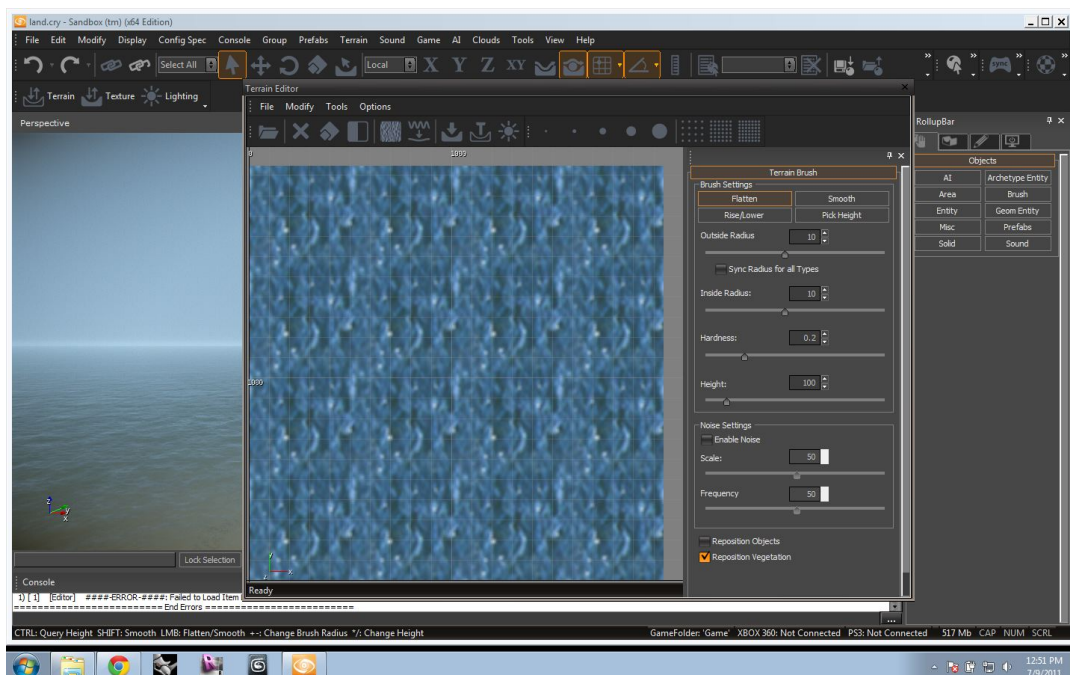 land.cry - Sandbox (tm) (x64 Edition)
File Edit Modify Display Config Spec Console Group Prefabs Terrain Sound Game AI Clouds Tools View Help
Select All Local X Y Z XY sync
Terrain Texture Lighting
Perspective
Terrain Editor
File Modify Tools Options
0 1000
1000
Terrain Brush
Brush Settings
Flatten Smooth
Rise/Lower Pick Height
Outside Radius 10
Sync Radius for all Types
Inside Radius: 10
Hardness: 0.2
Height: 100
Noise Settings
Enable Noise
Scale: 50
Frequency 50
Reposition Objects
Reposition Vegetation
Ready
RollupBar
Objects
AI Archetype Entity
Area Brush
Entity Geom Entity
Misc Prefabs
Solid Sound
z y x
y x z
Lock Selection
Console
1) [ 1] [Editor] ####-ERROR-####: Failed to Load Item
========================= End Errors =========================
...
CTRL: Query Height SHIFT: Smooth LMB: Flatten/Smooth +-: Change Brush Radius */: Change Height GameFolder: 'Game' XBOX 360: Not Connected PS3: Not Connected 517 Mb CAP NUM SCRL
12:51 PM
7/9/2011